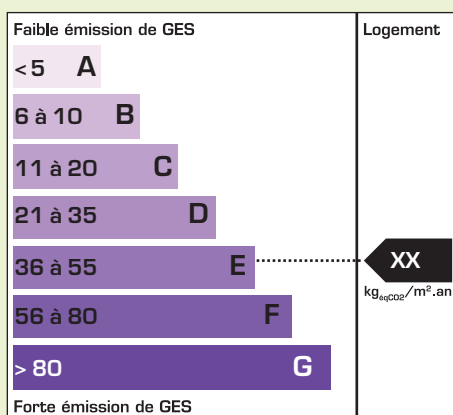 Faible émission de GES
Logement
< 5 A
6 à 10 B
11 à 20 C
21 à 35 D
36 à 55 E
XX
kgéqCO2/m².an
56 à 80 F
> 80 G
Forte émission de GES